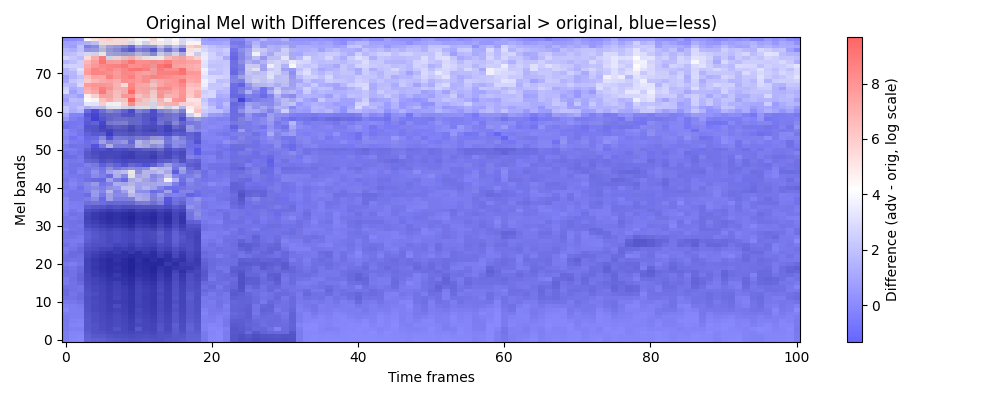 Original Mel with Differences (red=adversarial > original, blue=less)
Mel bands
70
60
50
40
30
20
10
0
0 20 40 60 80 100
Time frames
8
6
4
2
0
Difference (adv - orig, log scale)